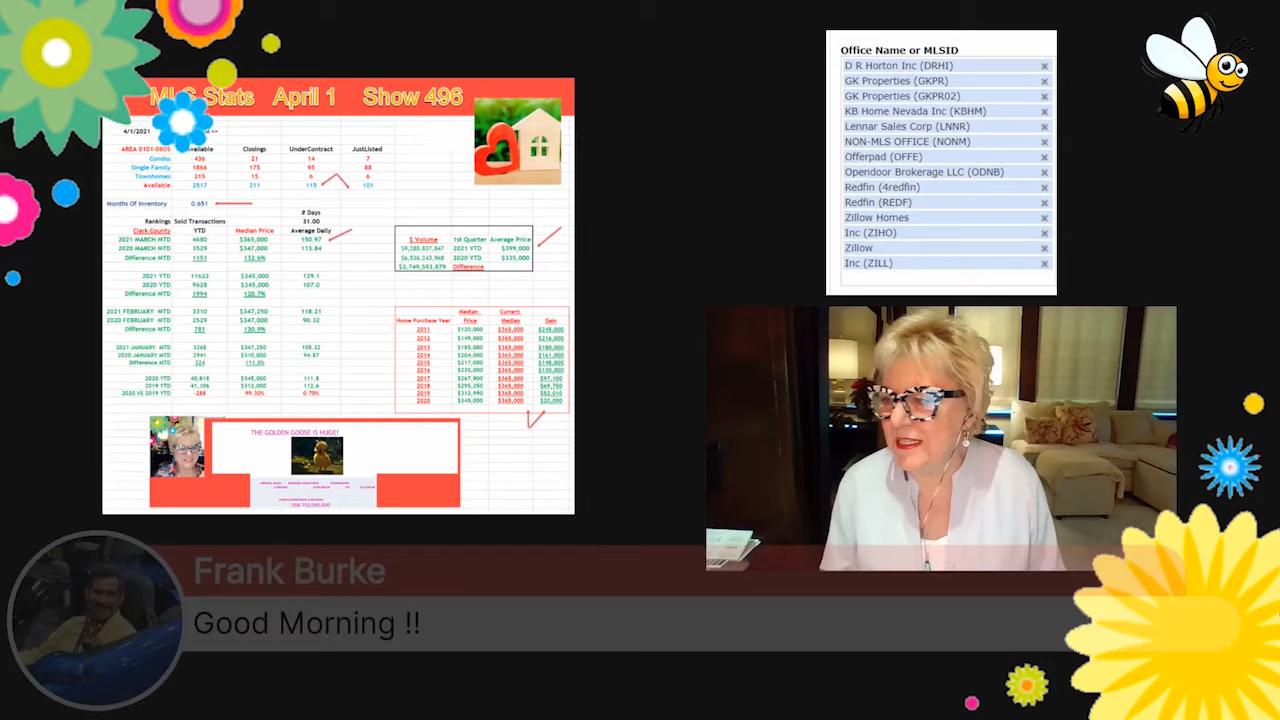 MLS Stats April 1 Show 496
4/1/2021
AREA 0101-0805 Available Closings UnderContract JustListed
Condos 436 21 14 7
Single Family 1866 175 95 88
Townhomes 215 15 6 6
Available 2517 211 115 101
Months Of Inventory 0.651
# Days
Rankings Sold Transactions 31.00
Clark County YTD Median Price Average Daily
2021 MARCH MTD 4680 $365,000 150.97
2020 MARCH MTD 3529 $347,000 113.84
Difference MTD 1151 132.6%
2021 YTD 11622 $345,000 129.1
2020 YTD 9628 $345,000 107.0
Difference MTD 1994 120.7%
2021 FEBRUARY MTD 3310 $347,250 118.21
2020 FEBRUARY MTD 2529 $347,000 90.32
Difference MTD 781 130.9%
2021 JANUARY MTD 3265 $347,250 105.32
2020 JANUARY MTD 2941 $310,000 94.87
Difference MTD 324 111.0%
2020 YTD 40,818 $345,000 111.8
2019 YTD 41,106 $312,000 112.6
2020 VS 2019 YTD -288 99.30% 0.70%
$ Volume 1st Quarter Average Price
$9,285,837,847 2021 YTD $399,000
$6,536,243,968 2020 YTD $335,000
$2,749,593,879 Difference
Median Current
Home Purchase Year Price Median Gain
2011 $120,000 $365,000 $245,000
2012 $149,000 $365,000 $216,000
2013 $185,000 $365,000 $180,000
2014 $204,000 $365,000 $161,000
2015 $217,000 $365,000 $148,000
2016 $235,000 $365,000 $130,000
2017 $267,900 $365,000 $97,100
2018 $295,250 $365,000 $69,750
2019 $312,990 $365,000 $52,010
2020 $345,000 $365,000 $20,000
THE GOLDEN GOOSE IS HUGE!
Office Name or MLSID
D R Horton Inc (DRHI)
GK Properties (GKPR)
GK Properties (GKPR02)
KB Home Nevada Inc (KBHM)
Lennar Sales Corp (LNNR)
NON-MLS OFFICE (NONM)
Offerpad (OFFE)
Opendoor Brokerage LLC (ODNB)
Redfin (4redfin)
Redfin (REDF)
Zillow Homes
Inc (ZIHO)
Zillow
Inc (ZILL)
Frank Burke
Good Morning !!